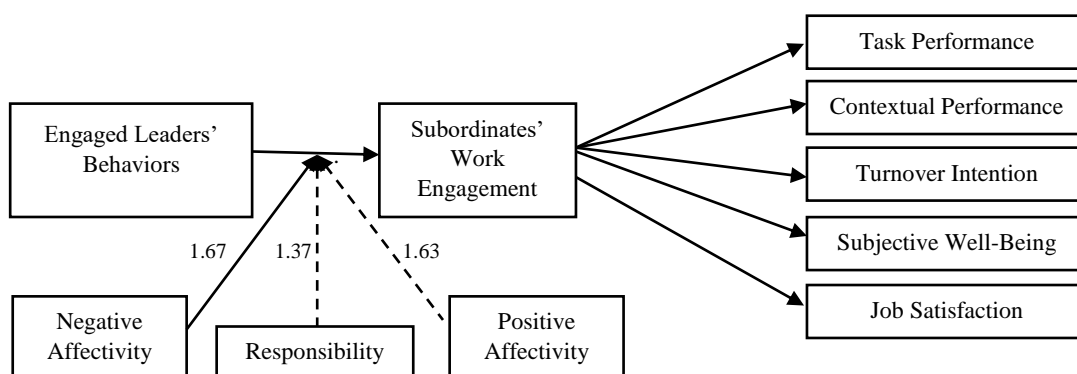 Task Performance
Engaged Leaders’
Behaviors
Subordinates’
Work
Engagement
Contextual Performance
Turnover Intention
Subjective Well-Being
Job Satisfaction
1.67
1.37
1.63
Negative
Affectivity
Responsibility
Positive
Affectivity